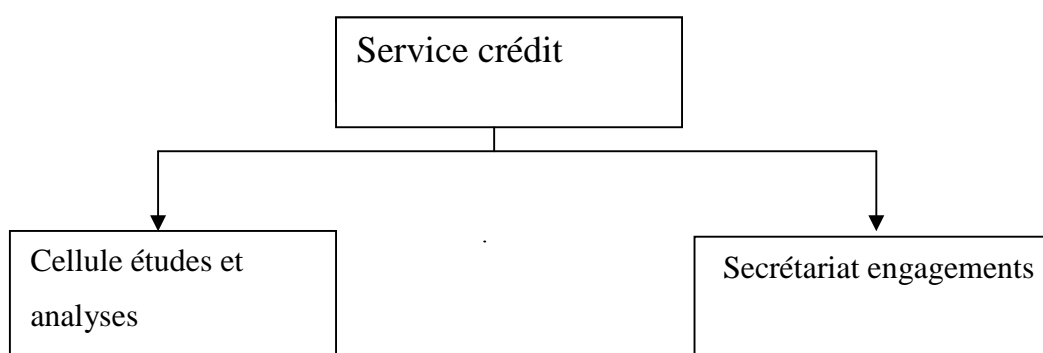 Service crédit
Cellule études et
analyses
Secrétariat engagements